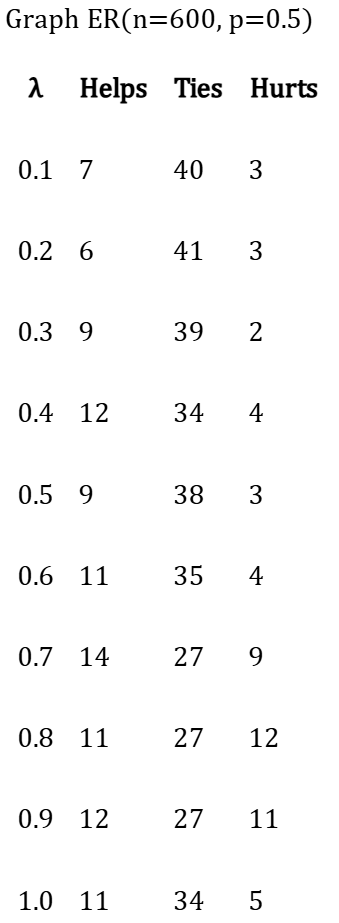 Graph ER(n=600, p=0.5)
λ Helps Ties Hurts
0.1 7 40 3
0.2 6 41 3
0.3 9 39 2
0.4 12 34 4
0.5 9 38 3
0.6 11 35 4
0.7 14 27 9
0.8 11 27 12
0.9 12 27 11
1.0 11 34 5